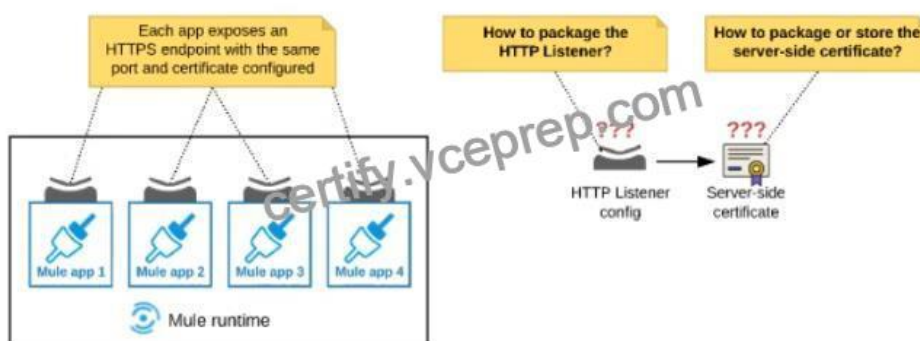 Each app exposes an
HTTPS endpoint with the same
port and certificate configured
How to package the
HTTP Listener?
How to package or store the
server-side certificate?
certify.vceprep.com
???
???
HTTP Listener
config
Server-side
certificate
Mule app 1
Mule app 2
Mule app 3
Mule app 4
Mule runtime